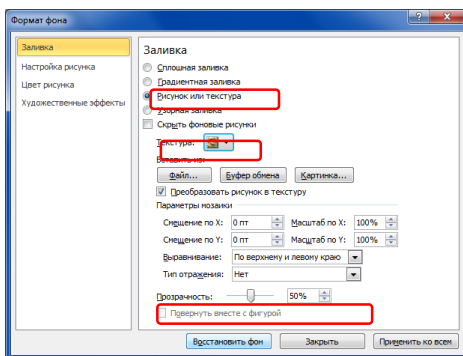 Формат фона
Заливка
Настройка рисунка
Цвет рисунка
Художественные эффекты
Заливка
Сплошная заливка
Градиентная заливка
Рисунок или текстура
Узорная заливка
Скрыть фоновые рисунки
Текстура:
Вставить из:
Файл... Буфер обмена Картинка...
Преобразовать рисунок в текстуру
Параметры мозаики
Смещение по X: 0 пт Масштаб по X: 100%
Смещение по Y: 0 пт Масштаб по Y: 100%
Выравнивание: По верхнему и левому краю
Тип отражения: Нет
Прозрачность: 50%
Повернуть вместе с фигурой
Восстановить фон Закрыть Применить ко всем